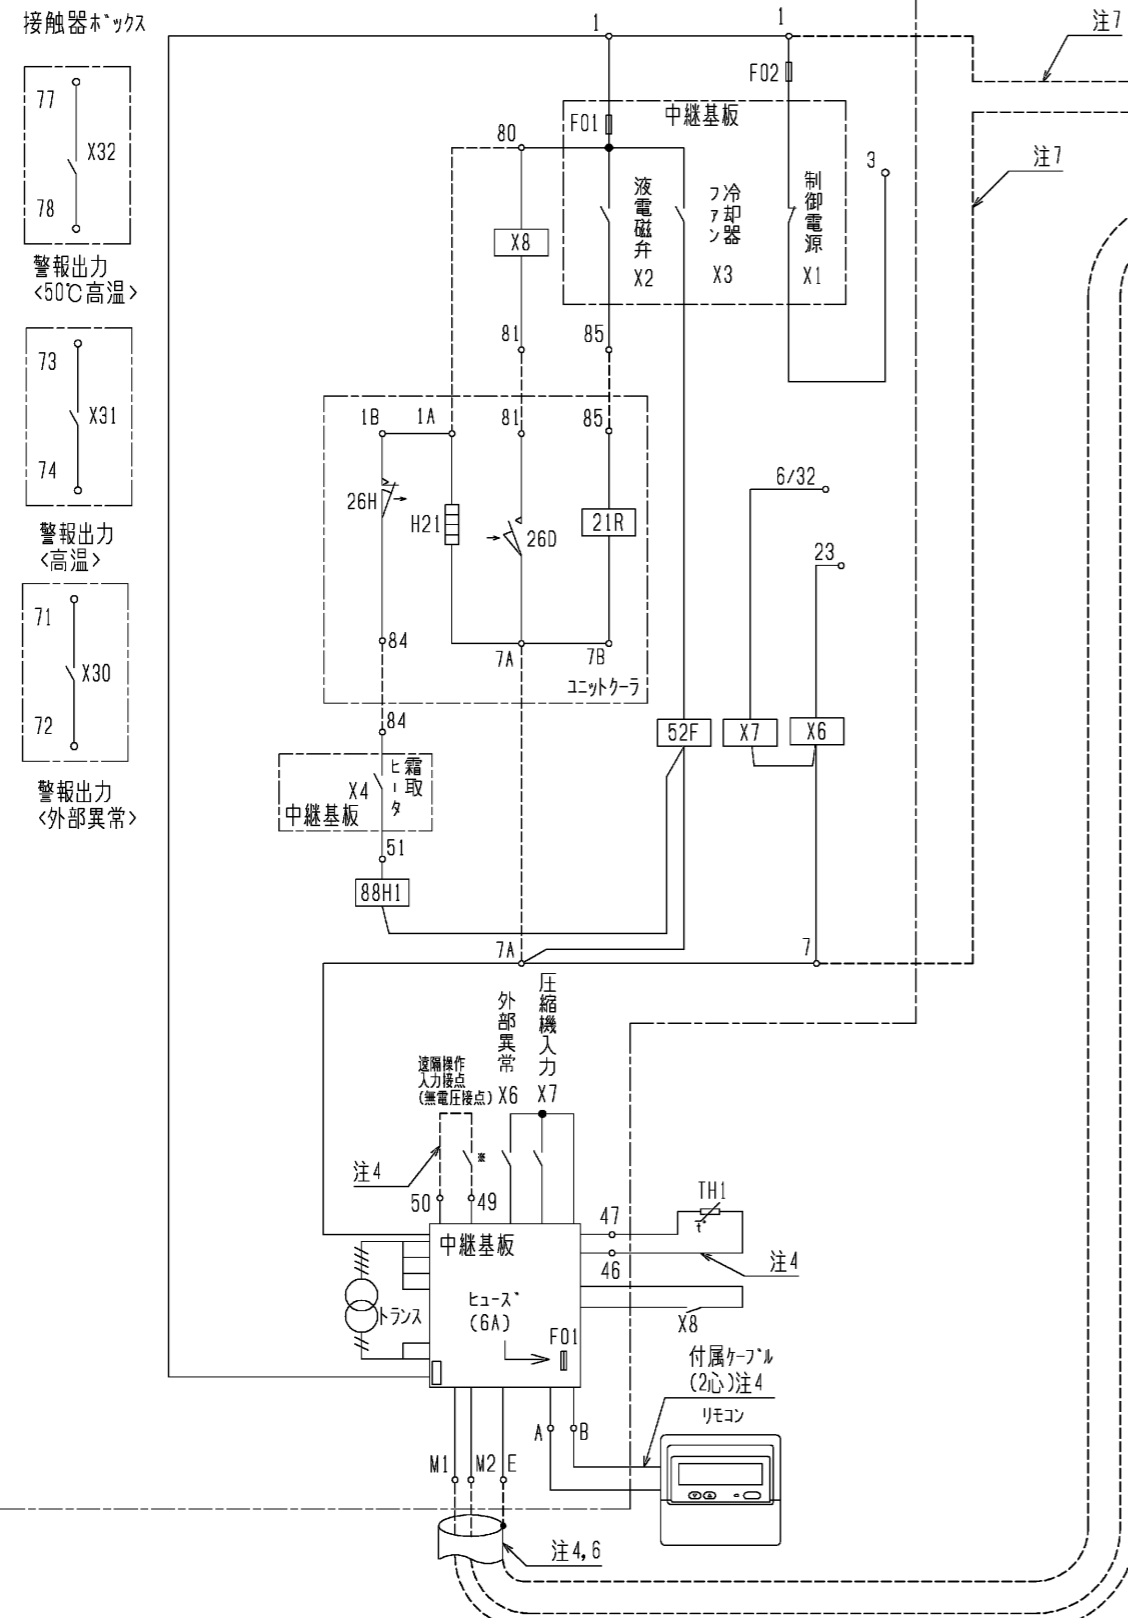 接触器ボックス
77
X32
78
警報出力
<50℃高温>
73
X31
74
警報出力
<高温>
71
X30
72
警報出力
<外部異常>
1
1
注7
F02
F01
中継基板
80
3
注7
液電磁弁
X2
冷却器
ファン
X3
制御電源
X1
X8
81
85
1B
1A
81
85
26H
H21
26D
21R
6/32
23
84
7A
7B
ユニットクーラ
84
52F
X7
X6
X4
霜取
ヒータ
中継基板
51
88H1
7A
7
外部異常
X6
圧縮機入力
X7
遠隔操作
入力接点
(無電圧接点)
※
注4
50
49
47
TH1
t°
46
注4
中継基板
トランス
ヒューズ
(6A)
F01
X8
付属ケーブル
(2心)注4
リモコン
A
B
M1
M2
E
注4,6